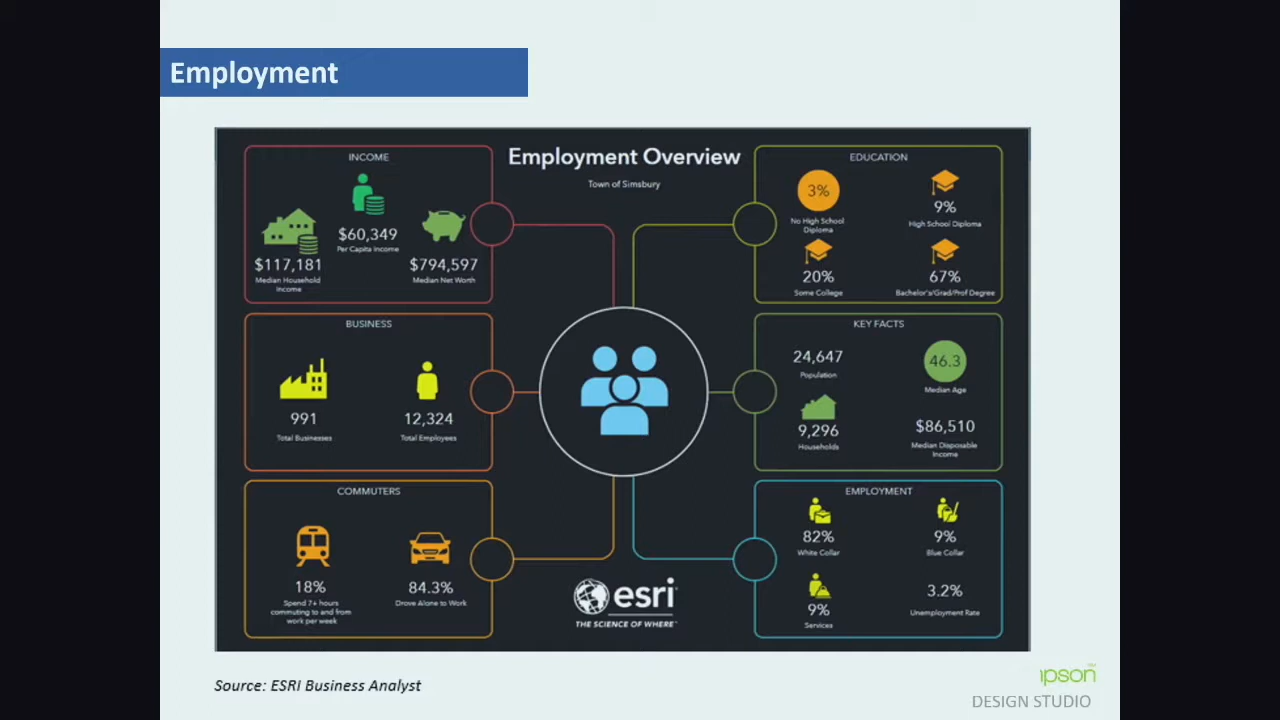 Employment
Employment Overview
Town of Simsbury
INCOME
$60,349
Per Capita Income
$117,181
Median Household
Income
$794,597
Median Net Worth
EDUCATION
3%
No High School
Diploma
9%
High School Diploma
20%
Some College
67%
Bachelor's/Grad/Prof Degree
BUSINESS
991
Total Businesses
12,324
Total Employees
KEY FACTS
24,647
Population
46.3
Median Age
9,296
Households
$86,510
Median Disposable
Income
COMMUTERS
18%
Spend 7+ hours
commuting to and from
work per week
84.3%
Drove Alone to Work
EMPLOYMENT
82%
White Collar
9%
Blue Collar
9%
Services
3.2%
Unemployment Rate
esri
THE SCIENCE OF WHERE™
Source: ESRI Business Analyst
ipson
DESIGN STUDIO